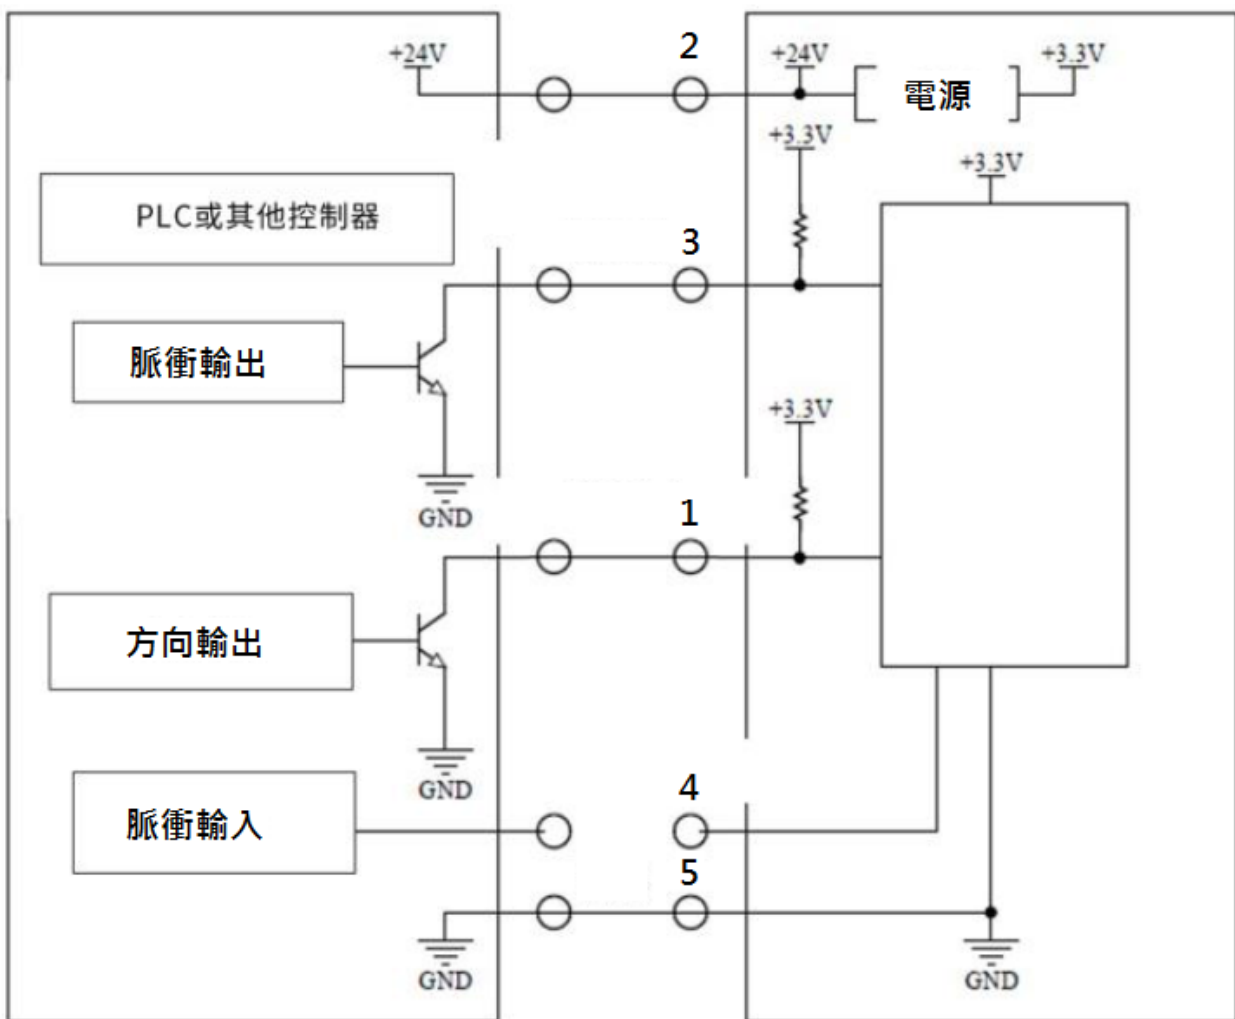 2
+24V
+24V
+3.3V
電源
+3.3V
+3.3V
PLC或其他控制器
3
脈衝輸出
+3.3V
GND
1
方向輸出
GND
4
脈衝輸入
5
GND
GND